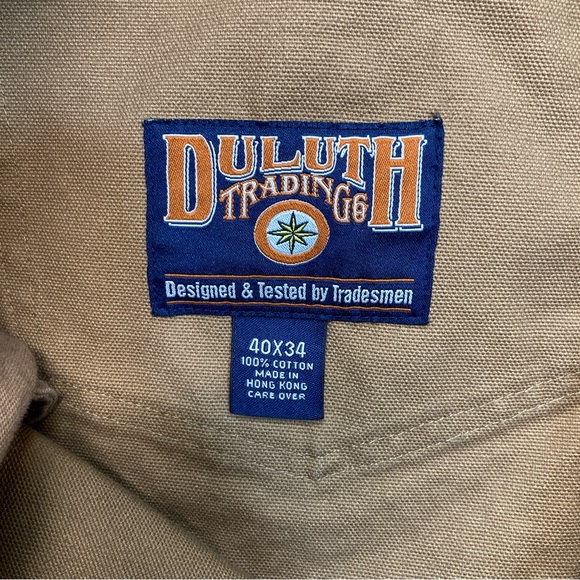 DULUTH
TRADING Co
Designed & Tested by Tradesmen
40X34
100% COTTON
MADE IN
HONG KONG
CARE OVER